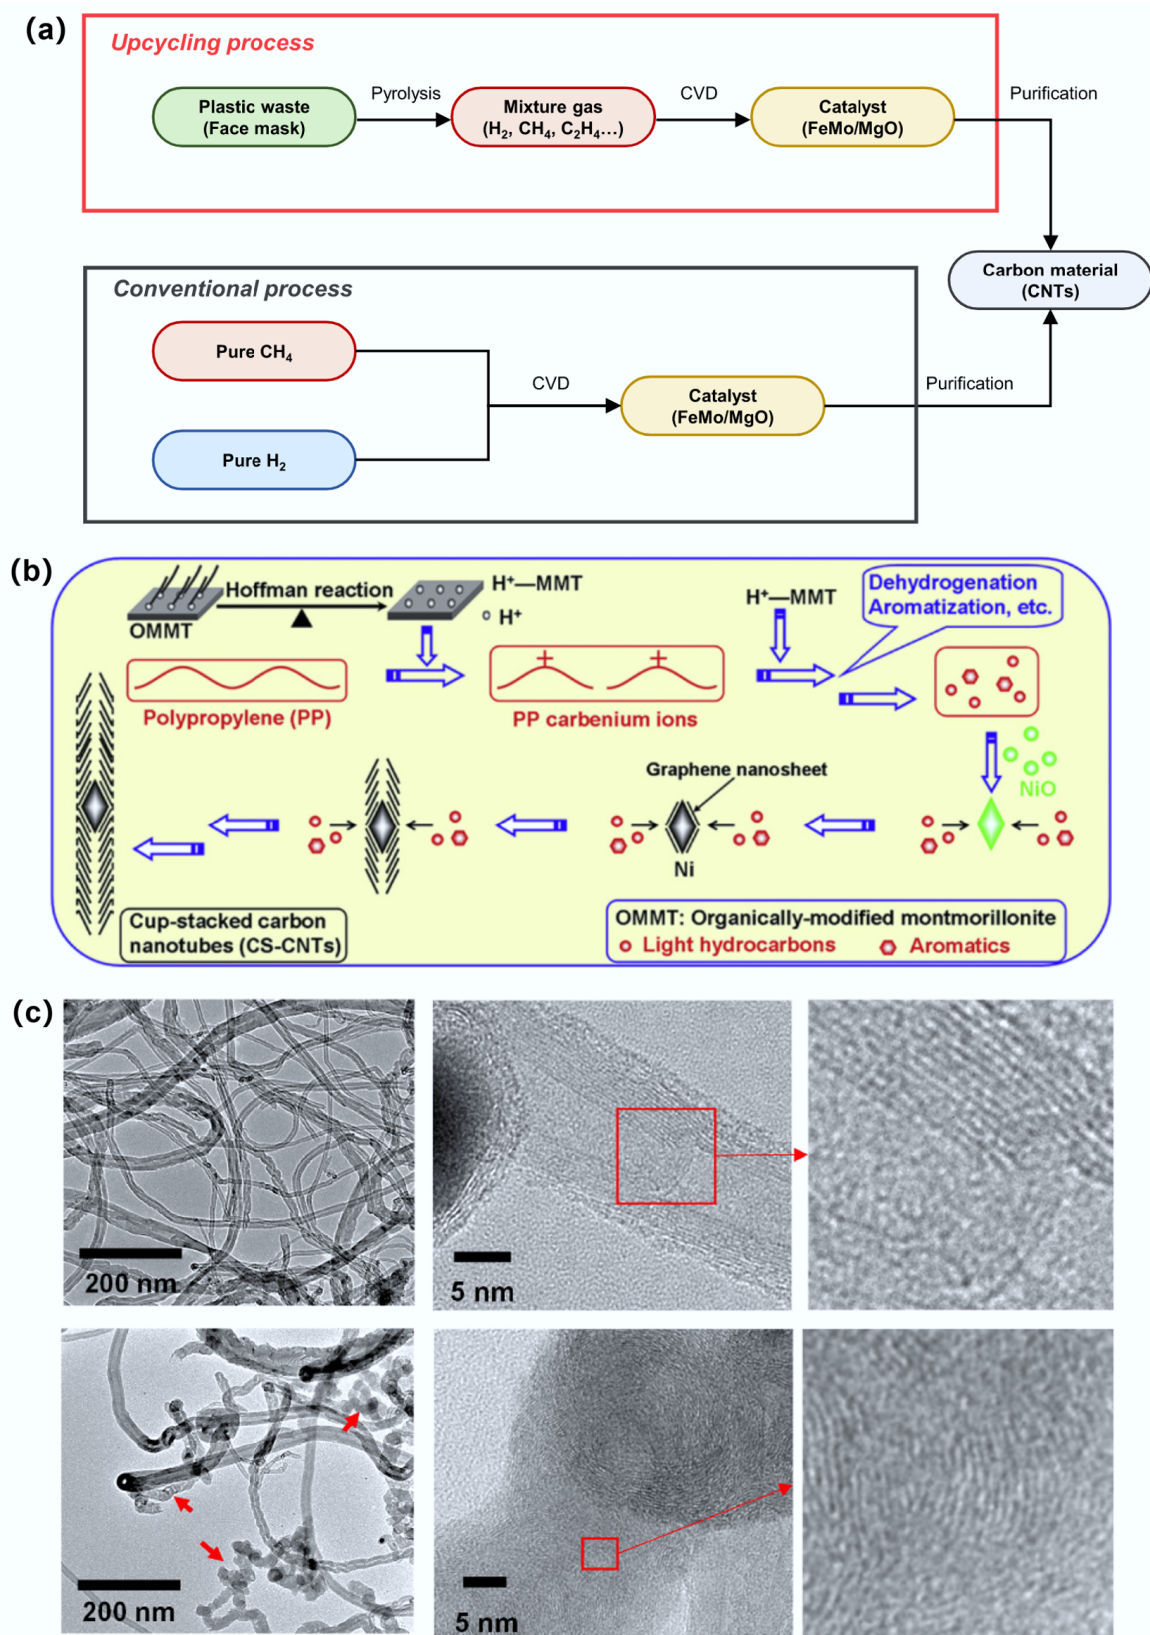 (a)
Upcycling process
Plastic waste
(Face mask)
Pyrolysis
Mixture gas
(H₂, CH₄, C₂H₄...)
CVD
Catalyst
(FeMo/MgO)
Purification
Carbon material
(CNTs)
Conventional process
Pure CH₄
Pure H₂
CVD
Catalyst
(FeMo/MgO)
Purification
(b)
OMMT
Hoffman reaction
H⁺—MMT
H⁺
H⁺—MMT
Dehydrogenation
Aromatization, etc.
Polypropylene (PP)
PP carbenium ions
NiO
Graphene nanosheet
Ni
Cup-stacked carbon
nanotubes (CS-CNTs)
OMMT: Organically-modified montmorillonite
Light hydrocarbons
Aromatics
(c)
200 nm
5 nm
200 nm
5 nm